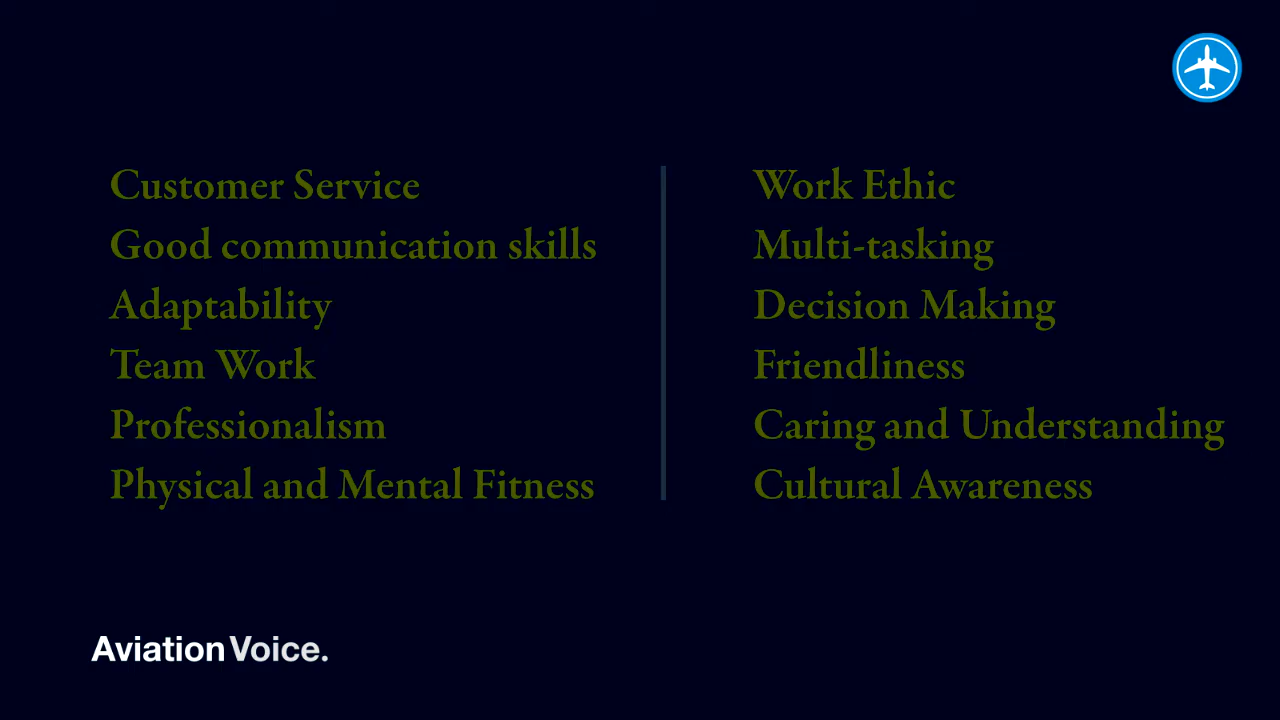 Customer Service
Good communication skills
Adaptability
Team Work
Professionalism
Physical and Mental Fitness
Work Ethic
Multi-tasking
Decision Making
Friendliness
Caring and Understanding
Cultural Awareness
Aviation Voice.